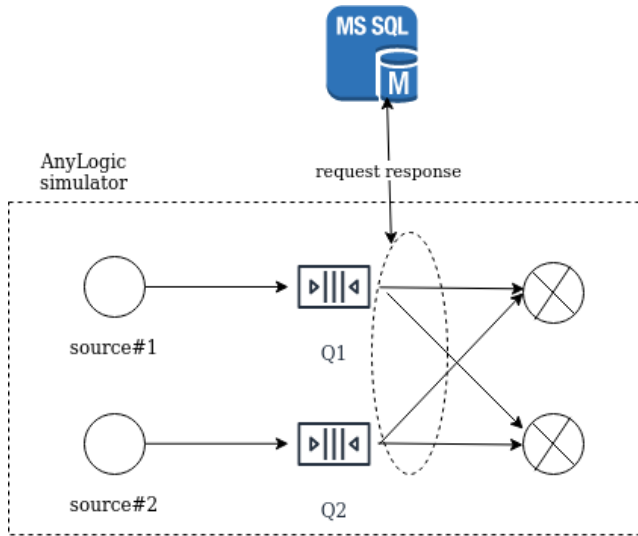 MS SQL
M
request response
AnyLogic
simulator
source#1
Q1
source#2
Q2